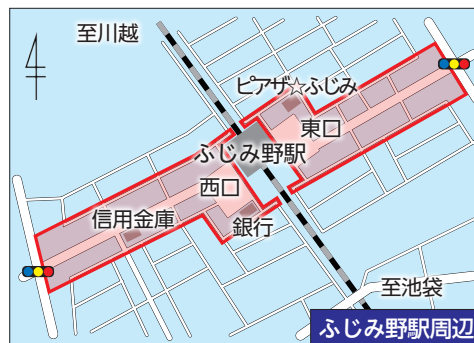 至川越
ピアザ☆ふじみ
東口
ふじみ野駅
西口
信用金庫
銀行
至池袋
ふじみ野駅周辺